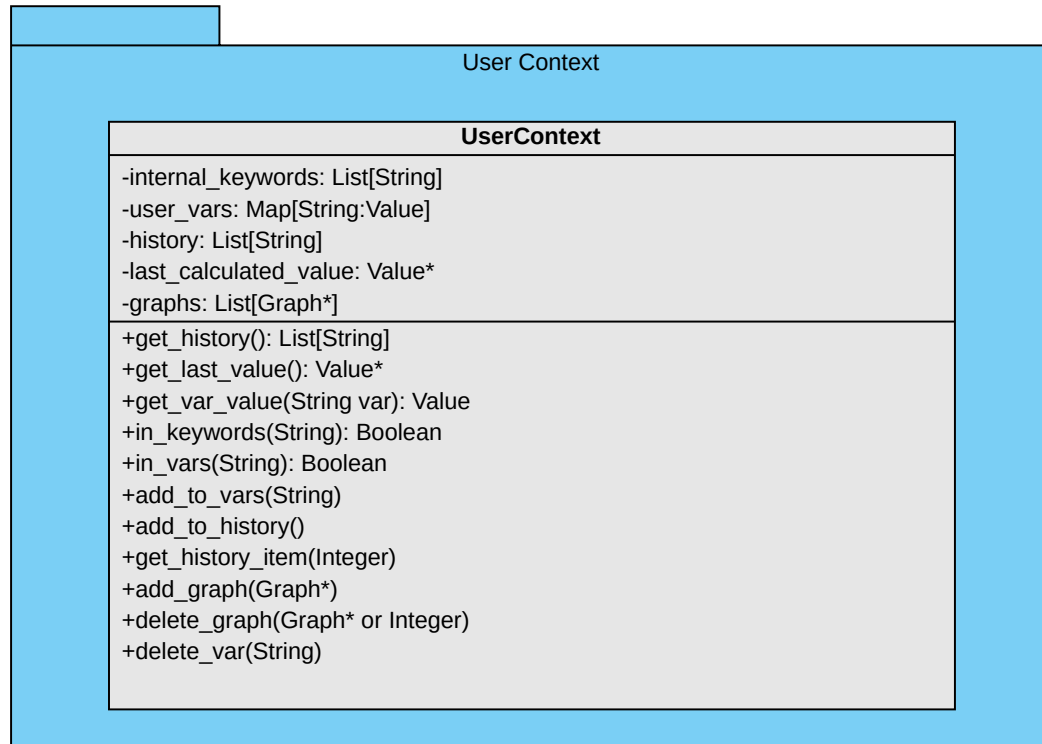 User Context
UserContext
-internal_keywords: List[String]
-user_vars: Map[String:Value]
-history: List[String]
-last_calculated_value: Value*
-graphs: List[Graph*]
+get_history(): List[String]
+get_last_value(): Value*
+get_var_value(String var): Value
+in_keywords(String): Boolean
+in_vars(String): Boolean
+add_to_vars(String)
+add_to_history()
+get_history_item(Integer)
+add_graph(Graph*)
+delete_graph(Graph* or Integer)
+delete_var(String)